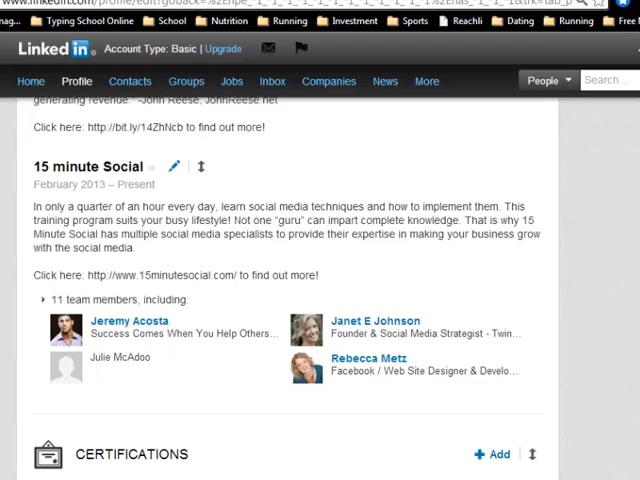 Typing School Online School Nutrition Running Investment Sports Reachli Dating Running
Linked in Account Type: Basic | Upgrade
Home Profile Contacts Groups Jobs Inbox Companies News More People Search...
generating revenue." -John Reese, JohnReese.net
Click here: http://bit.ly/14ZhNcb to find out more!
15 minute Social
February 2013 – Present
In only a quarter of an hour every day, learn social media techniques and how to implement them. This
training program suits your busy lifestyle! Not one “guru” can impart complete knowledge. That is why 15
Minute Social has multiple social media specialists to provide their expertise in making your business grow
with the social media.
Click here: http://www.15minutesocial.com/ to find out more!
11 team members, including:
Jeremy Acosta
Success Comes When You Help Others...
Janet E Johnson
Founder & Social Media Strategist - Twin...
Julie McAdoo
Rebecca Metz
Facebook / Web Site Designer & Develo...
CERTIFICATIONS
+ Add